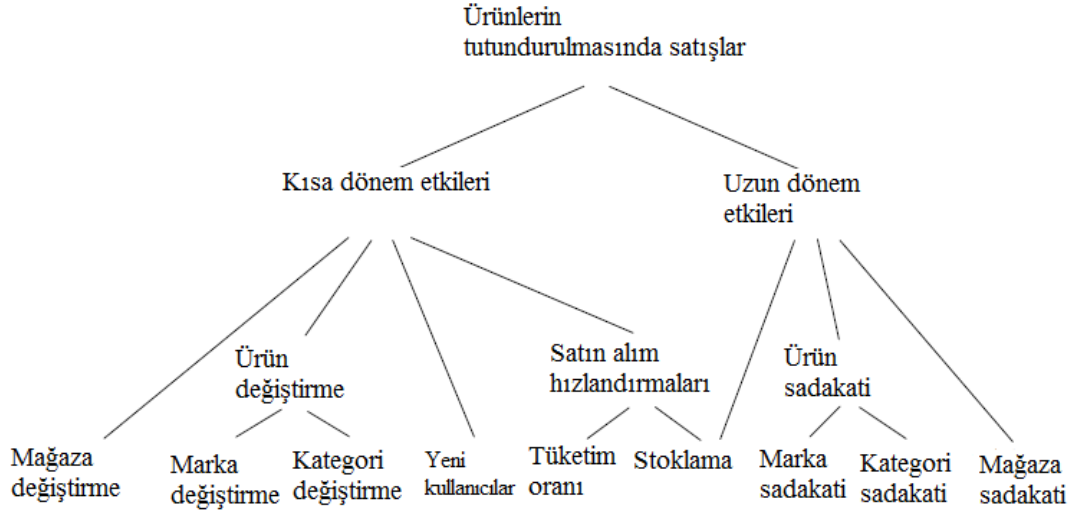 Ürünlerin
tutundurulmasında satışlar
Kısa dönem etkileri
Uzun dönem
etkileri
Ürün
değiştirme
Satın alım
hızlandırmaları
Ürün
sadakati
Mağaza
değiştirme
Marka
değiştirme
Kategori
değiştirme
Yeni
kullanıcılar
Tüketim
oranı
Stoklama
Marka
sadakati
Kategori
sadakati
Mağaza
sadakati